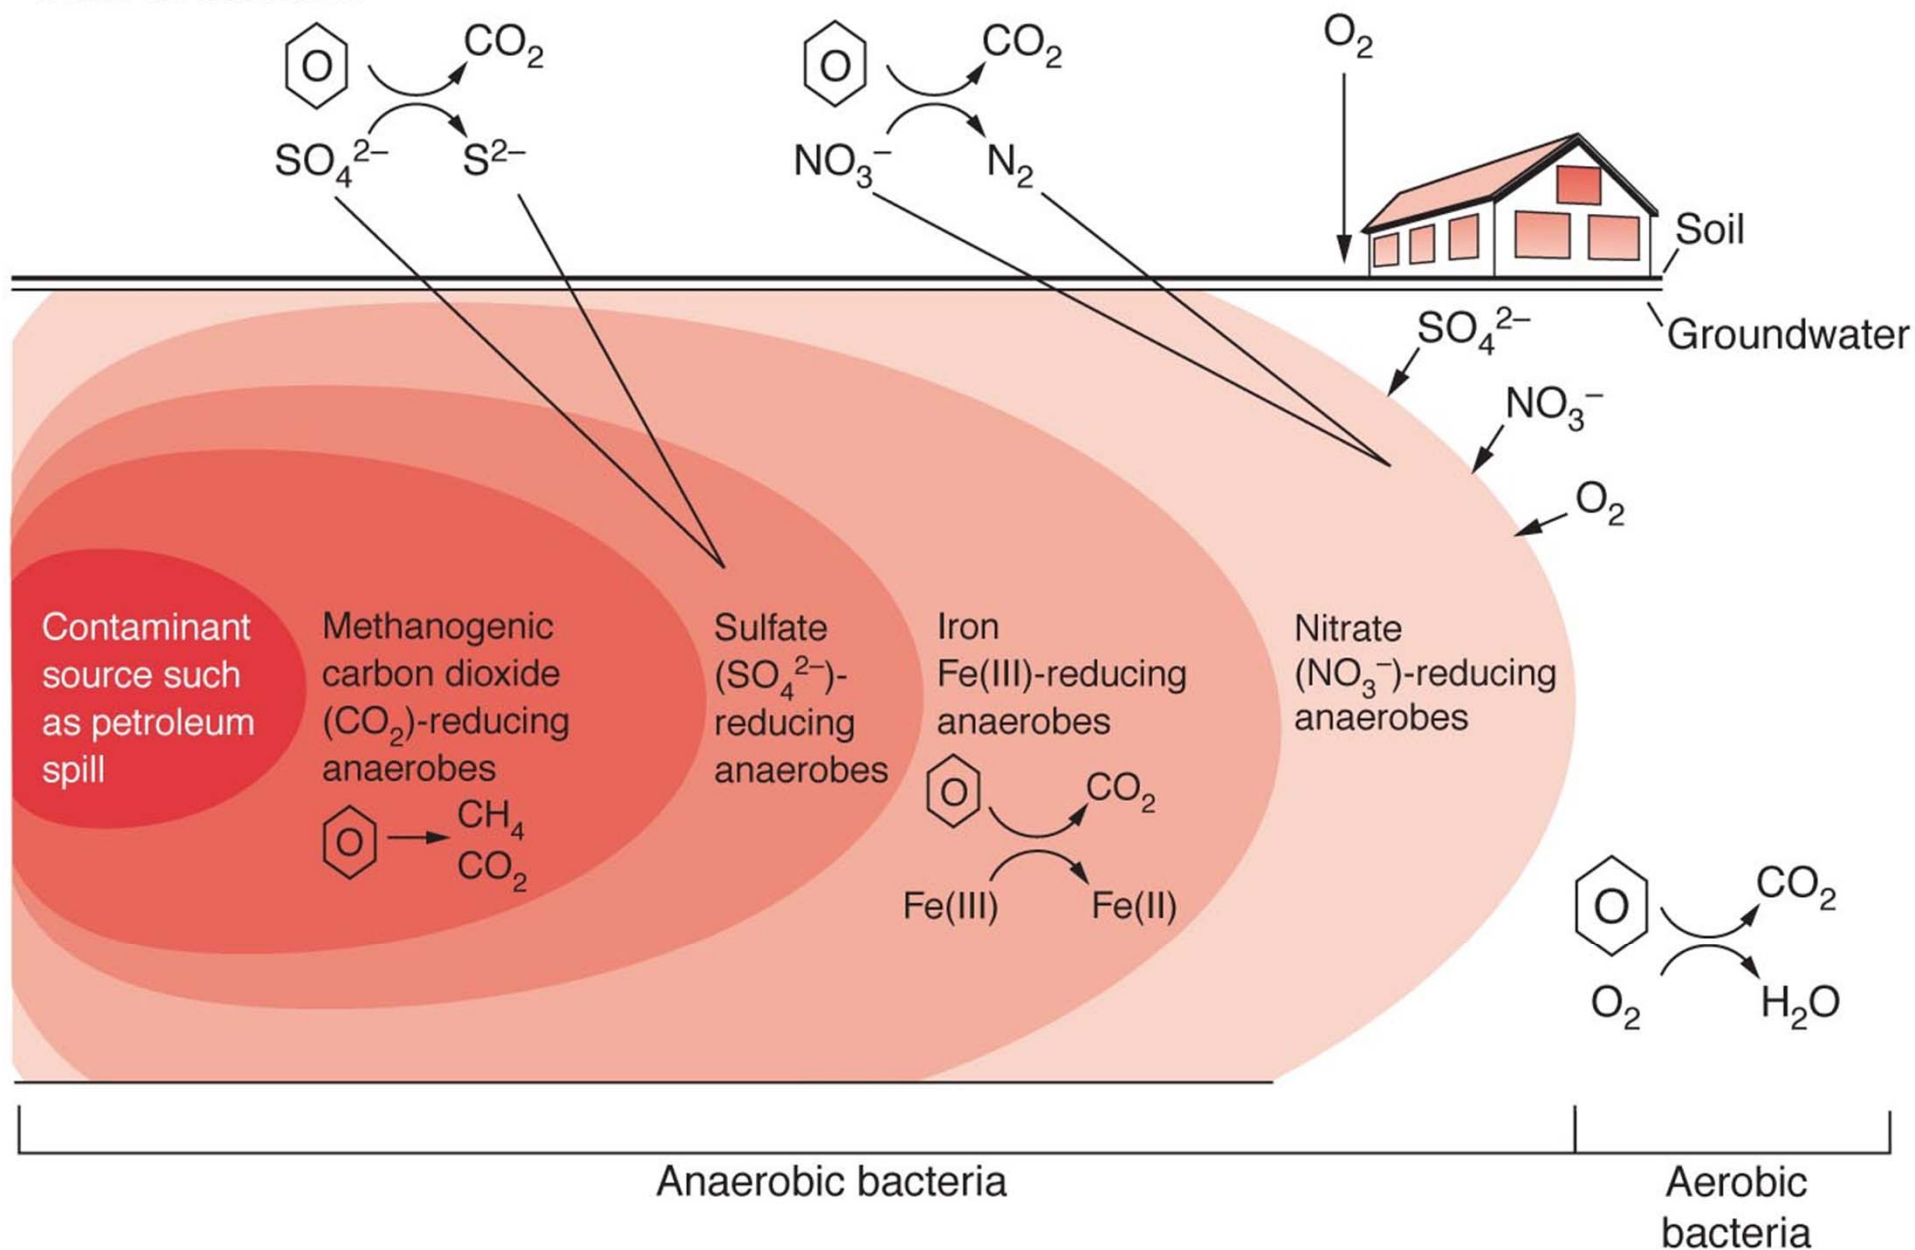 CO₂
SO₄²⁻ S²⁻
CO₂
NO₃⁻ N₂
O₂
Soil
Groundwater
SO₄²⁻
NO₃⁻
O₂
Contaminant
source such
as petroleum
spill
Methanogenic
carbon dioxide
(CO₂)-reducing
anaerobes
CH₄
CO₂
Sulfate
(SO₄²⁻)-
reducing
anaerobes
Iron
Fe(III)-reducing
anaerobes
CO₂
Fe(III) Fe(II)
Nitrate
(NO₃⁻)-reducing
anaerobes
CO₂
O₂ H₂O
Anaerobic bacteria
Aerobic
bacteria